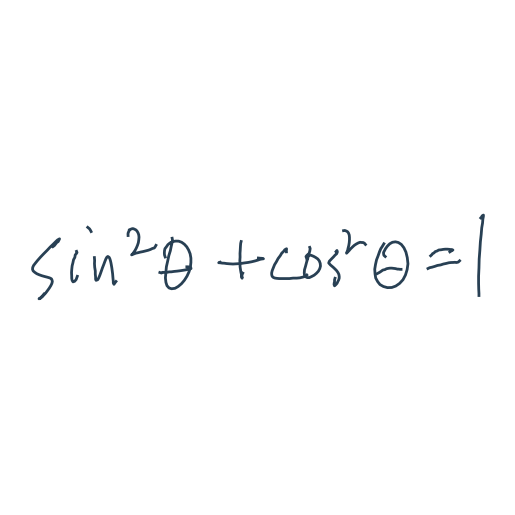 sin²θ + cos²θ = 1